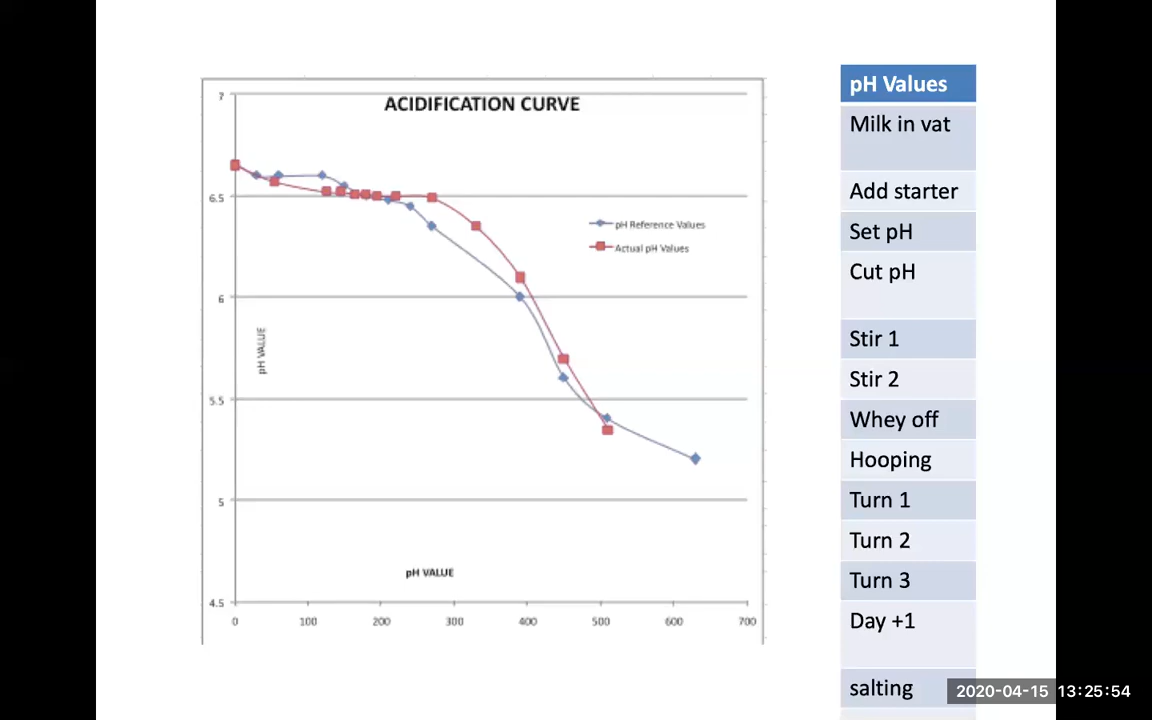 ACIDIFICATION CURVE
7
6.5
6
5.5
5
4.5
pH VALUE
pH Reference Values
Actual pH Values
pH VALUE
0 100 200 300 400 500 600 700
pH Values
Milk in vat
Add starter
Set pH
Cut pH
Stir 1
Stir 2
Whey off
Hooping
Turn 1
Turn 2
Turn 3
Day +1
salting
2020-04-15 13:25:54